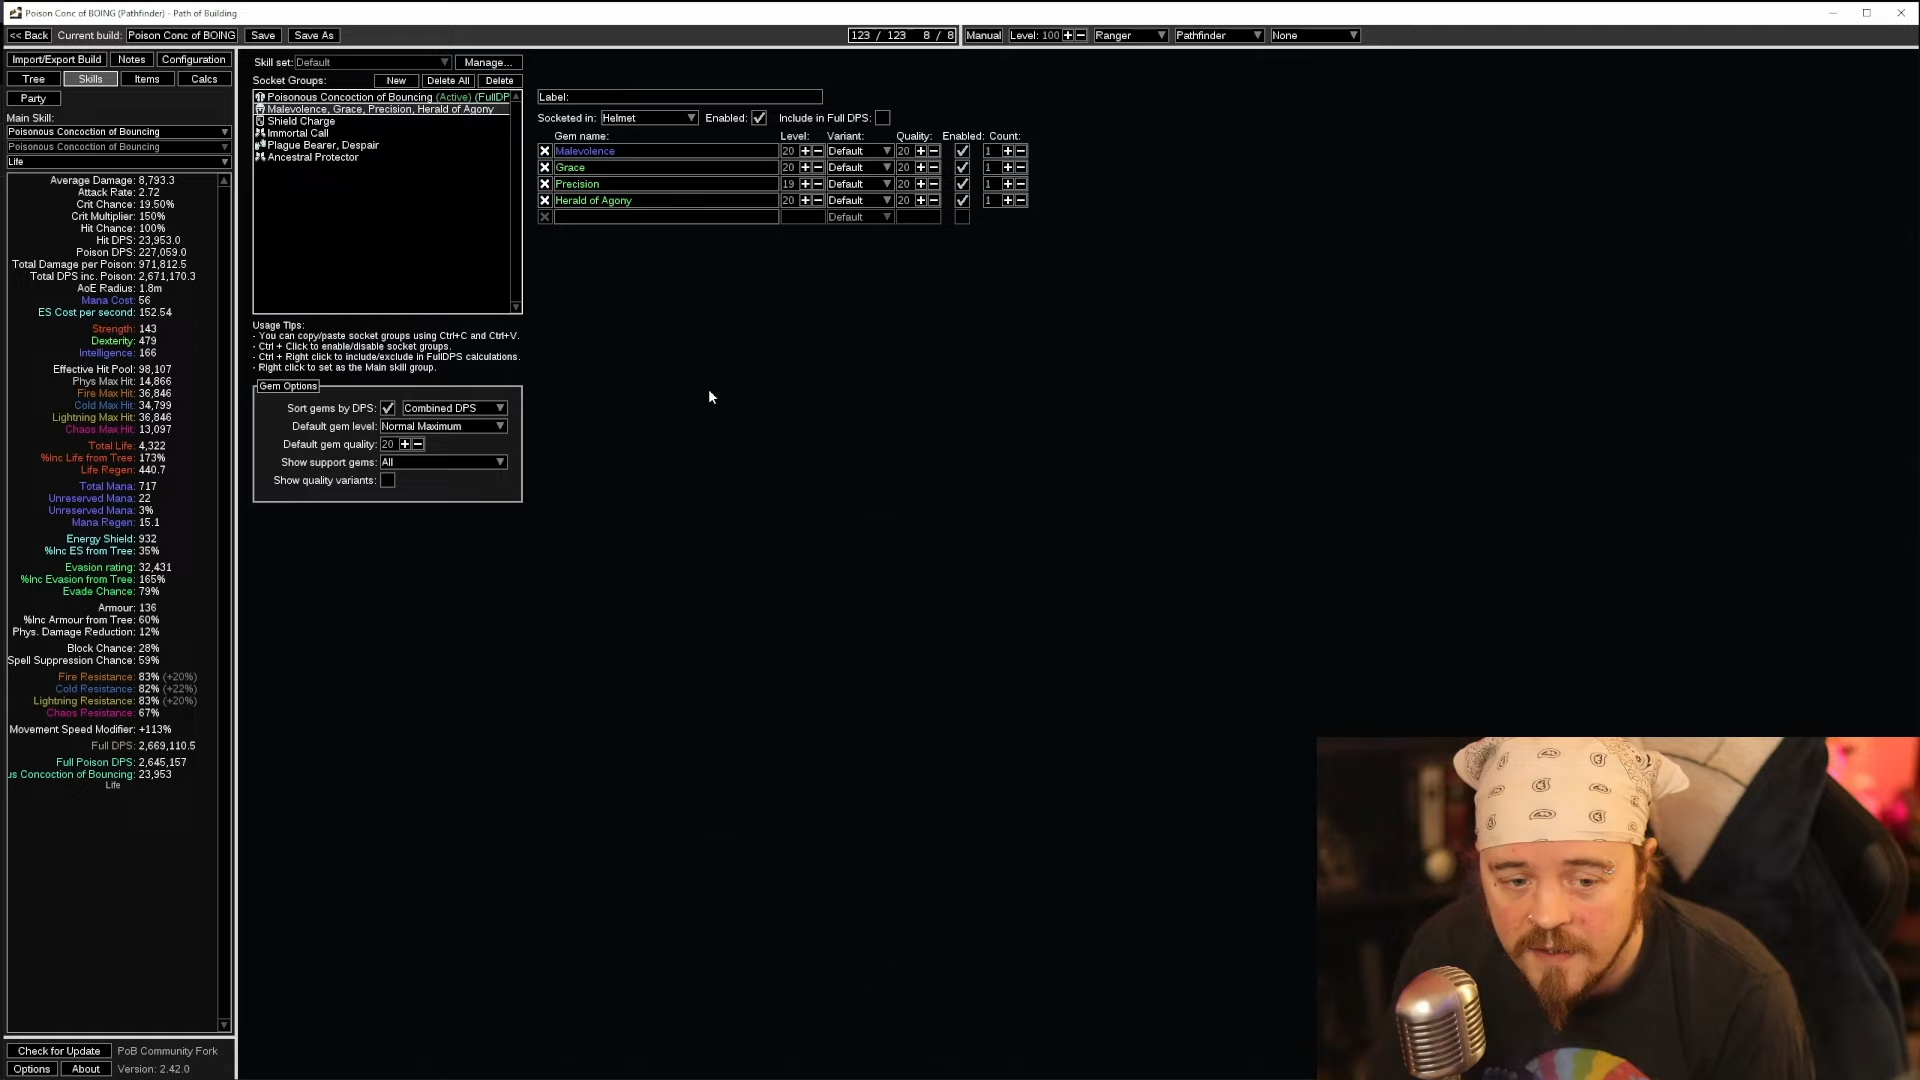 Poison Conc of BOING (Pathfinder) - Path of Building
<< Back Current build: Poison Conc of BOING Save Save As 123 / 123 8 / 8 Manual Level: 100 Ranger Pathfinder None
Import/Export Build Notes Configuration
Tree Skills Items Calcs
Party
Main Skill:
Poisonous Concoction of Bouncing
Poisonous Concoction of Bouncing
Life
Average Damage: 8,793.3
Attack Rate: 2.72
Crit Chance: 19.50%
Crit Multiplier: 150%
Hit Chance: 100%
Hit DPS: 23,953.0
Poison DPS: 227,059.0
Total Damage per Poison: 971,812.5
Total DPS inc. Poison: 2,671,170.3
AoE Radius: 1.8m
Mana Cost: 56
ES Cost per second: 152.54
Strength: 143
Dexterity: 479
Intelligence: 166
Effective Hit Pool: 98,107
Phys Max Hit: 14,866
Fire Max Hit: 36,846
Cold Max Hit: 34,799
Lightning Max Hit: 36,846
Chaos Max Hit: 13,097
Total Life: 4,322
%Inc Life from Tree: 173%
Life Regen: 440.7
Total Mana: 717
Unreserved Mana: 22
Unreserved Mana: 3%
Mana Regen: 15.1
Energy Shield: 932
%Inc ES from Tree: 35%
Evasion rating: 32,431
%Inc Evasion from Tree: 165%
Evade Chance: 79%
Armour: 136
%Inc Armour from Tree: 60%
Phys. Damage Reduction: 12%
Block Chance: 28%
Spell Suppression Chance: 59%
Fire Resistance: 83% (+20%)
Cold Resistance: 82% (+22%)
Lightning Resistance: 83% (+20%)
Chaos Resistance: 67%
Movement Speed Modifier: +113%
Full DPS: 2,669,110.5
Full Poison DPS: 2,645,157
us Concoction of Bouncing: 23,953
Life
Check for Update PoB Community Fork
Options About Version: 2.42.0
Skill set: Default Manage...
Socket Groups: New Delete All Delete
Poisonous Concoction of Bouncing (Active) (FullDP
Malevolence, Grace, Precision, Herald of Agony
Shield Charge
Immortal Call
Plague Bearer, Despair
Ancestral Protector
Usage Tips:
- You can copy/paste socket groups using Ctrl+C and Ctrl+V.
- Ctrl + Click to enable/disable socket groups.
- Ctrl + Right click to include/exclude in FullDPS calculations.
- Right click to set as the Main skill group.
Gem Options
Sort gems by DPS: Combined DPS
Default gem level: Normal Maximum
Default gem quality: 20
Show support gems: All
Show quality variants:
Label:
Socketed in: Helmet Enabled: Include in Full DPS:
Gem name: Level: Variant: Quality: Enabled: Count:
Malevolence 20 Default 20 1
Grace 20 Default 20 1
Precision 19 Default 20 1
Herald of Agony 20 Default 20 1
Default